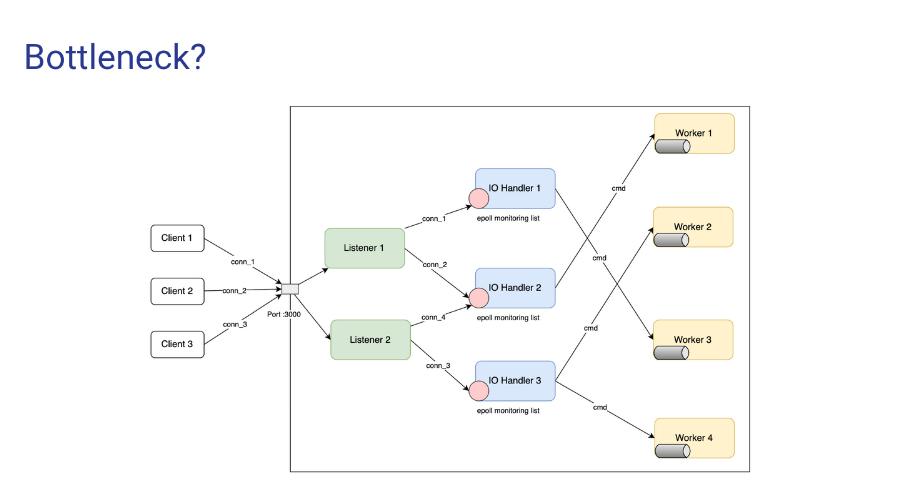 Bottleneck?
Client 1
Client 2
Client 3
conn_1
conn_2
conn_3
Port :3000
Listener 1
Listener 2
conn_1
conn_2
conn_4
conn_3
IO Handler 1
epoll monitoring list
IO Handler 2
epoll monitoring list
IO Handler 3
epoll monitoring list
cmd
cmd
cmd
cmd
Worker 1
Worker 2
Worker 3
Worker 4